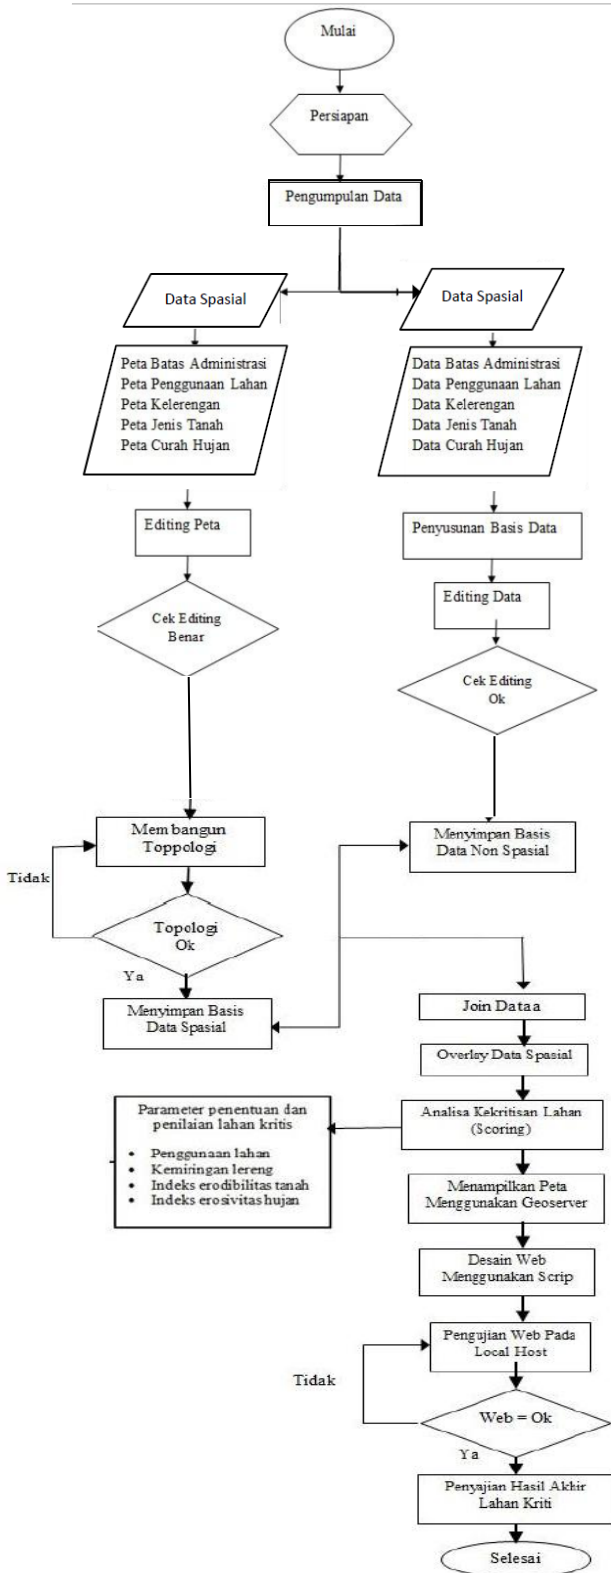 Mulai
Persiapan
Pengumpulan Data
Data Spasial
Peta Batas Administrasi
Peta Penggunaan Lahan
Peta Kelerengan
Peta Jenis Tanah
Peta Curah Hujan
Editing Peta
Cek Editing
Benar
Membangun
Toppologi
Tidak
Topologi
Ok
Ya
Menyimpan Basis
Data Spasial
Data Spasial
Data Batas Administrasi
Data Penggunaan Lahan
Data Kelerengan
Data Jenis Tanah
Data Curah Hujan
Penyusunan Basis Data
Editing Data
Cek Editing
Ok
Menyimpan Basis
Data Non Spasial
Join Dataa
Overlay Data Spasial
Analisa Kekritisan Lahan
(Scoring)
Parameter penentuan dan
penilaian lahan kritis
• Penggunaan lahan
• Kemiringan lereng
• Indeks erodibilitas tanah
• Indeks erosivitas hujan
Menampilkan Peta
Menggunakan Geoserver
Desain Web
Menggunakan Scrip
Pengujian Web Pada
Local Host
Tidak
Web = Ok
Ya
Penyajian Hasil Akhir
Lahan Kriti
Selesai